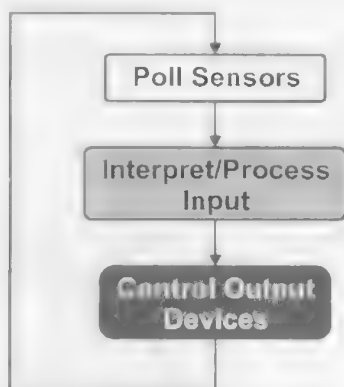 Poll Sensors
Interpret/Process
Input
Control Output
Devices